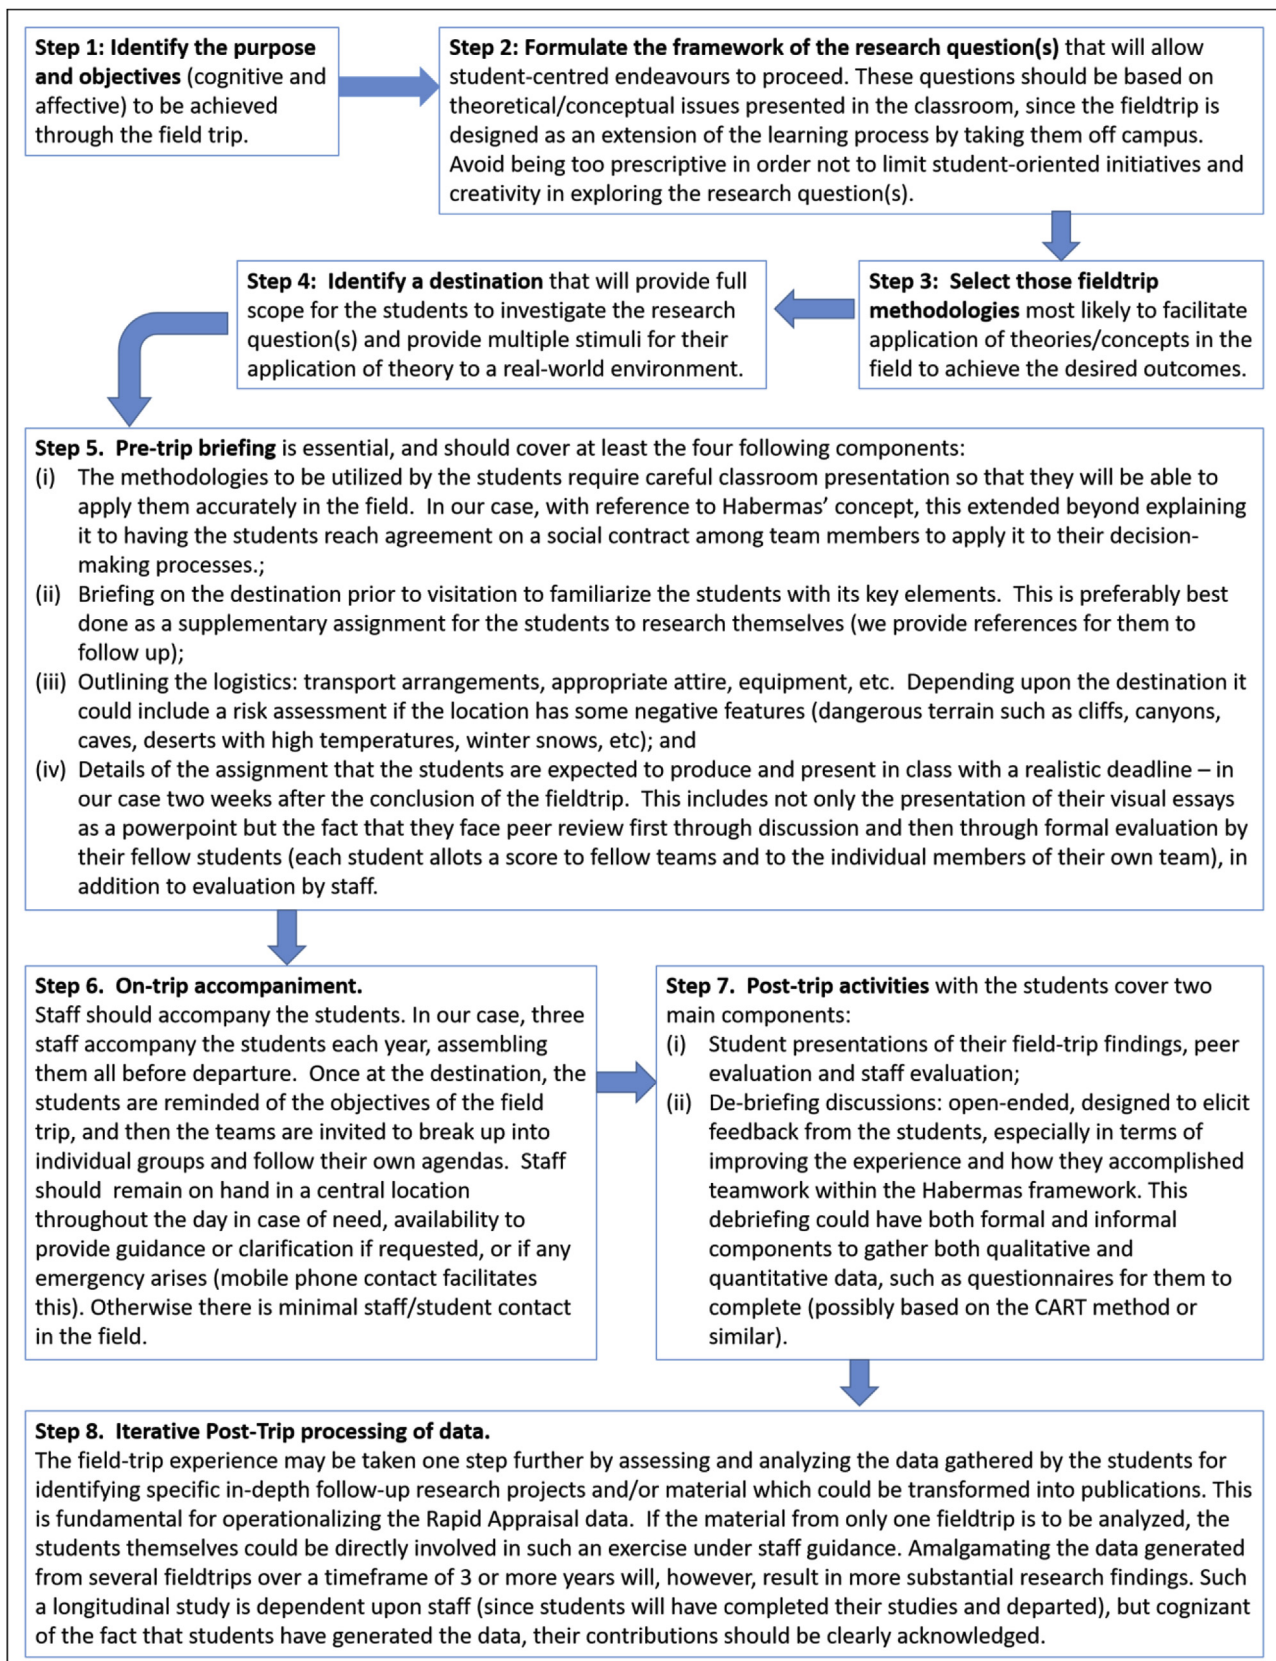 Step 1: Identify the purpose
and objectives (cognitive and
affective) to be achieved
through the field trip.
Step 2: Formulate the framework of the research question(s) that will allow
student-centred endeavours to proceed. These questions should be based on
theoretical/conceptual issues presented in the classroom, since the fieldtrip is
designed as an extension of the learning process by taking them off campus.
Avoid being too prescriptive in order not to limit student-oriented initiatives and
creativity in exploring the research question(s).
Step 3: Select those fieldtrip
methodologies most likely to facilitate
application of theories/concepts in the
field to achieve the desired outcomes.
Step 4: Identify a destination that will provide full
scope for the students to investigate the research
question(s) and provide multiple stimuli for their
application of theory to a real-world environment.
Step 5. Pre-trip briefing is essential, and should cover at least the four following components:
(i) The methodologies to be utilized by the students require careful classroom presentation so that they will be able to
apply them accurately in the field. In our case, with reference to Habermas' concept, this extended beyond explaining
it to having the students reach agreement on a social contract among team members to apply it to their decision-
making processes.;
(ii) Briefing on the destination prior to visitation to familiarize the students with its key elements. This is preferably best
done as a supplementary assignment for the students to research themselves (we provide references for them to
follow up);
(iii) Outlining the logistics: transport arrangements, appropriate attire, equipment, etc. Depending upon the destination it
could include a risk assessment if the location has some negative features (dangerous terrain such as cliffs, canyons,
caves, deserts with high temperatures, winter snows, etc); and
(iv) Details of the assignment that the students are expected to produce and present in class with a realistic deadline – in
our case two weeks after the conclusion of the fieldtrip. This includes not only the presentation of their visual essays
as a powerpoint but the fact that they face peer review first through discussion and then through formal evaluation by
their fellow students (each student allots a score to fellow teams and to the individual members of their own team), in
addition to evaluation by staff.
Step 6. On-trip accompaniment.
Staff should accompany the students. In our case, three
staff accompany the students each year, assembling
them all before departure. Once at the destination, the
students are reminded of the objectives of the field
trip, and then the teams are invited to break up into
individual groups and follow their own agendas. Staff
should remain on hand in a central location
throughout the day in case of need, availability to
provide guidance or clarification if requested, or if any
emergency arises (mobile phone contact facilitates
this). Otherwise there is minimal staff/student contact
in the field.
Step 7. Post-trip activities with the students cover two
main components:
(i) Student presentations of their field-trip findings, peer
evaluation and staff evaluation;
(ii) De-briefing discussions: open-ended, designed to elicit
feedback from the students, especially in terms of
improving the experience and how they accomplished
teamwork within the Habermas framework. This
debriefing could have both formal and informal
components to gather both qualitative and
quantitative data, such as questionnaires for them to
complete (possibly based on the CART method or
similar).
Step 8. Iterative Post-Trip processing of data.
The field-trip experience may be taken one step further by assessing and analyzing the data gathered by the students for
identifying specific in-depth follow-up research projects and/or material which could be transformed into publications. This
is fundamental for operationalizing the Rapid Appraisal data. If the material from only one fieldtrip is to be analyzed, the
students themselves could be directly involved in such an exercise under staff guidance. Amalgamating the data generated
from several fieldtrips over a timeframe of 3 or more years will, however, result in more substantial research findings. Such
a longitudinal study is dependent upon staff (since students will have completed their studies and departed), but cognizant
of the fact that students have generated the data, their contributions should be clearly acknowledged.